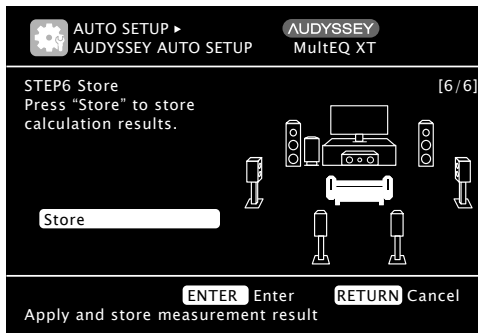 AUTO SETUP ▸
AUDYSSEY AUTO SETUP
AUDYSSEY
MultEQ XT
STEP6 Store
[6/6]
Press “Store” to store
calculation results.
Store
ENTER Enter RETURN Cancel
Apply and store measurement result